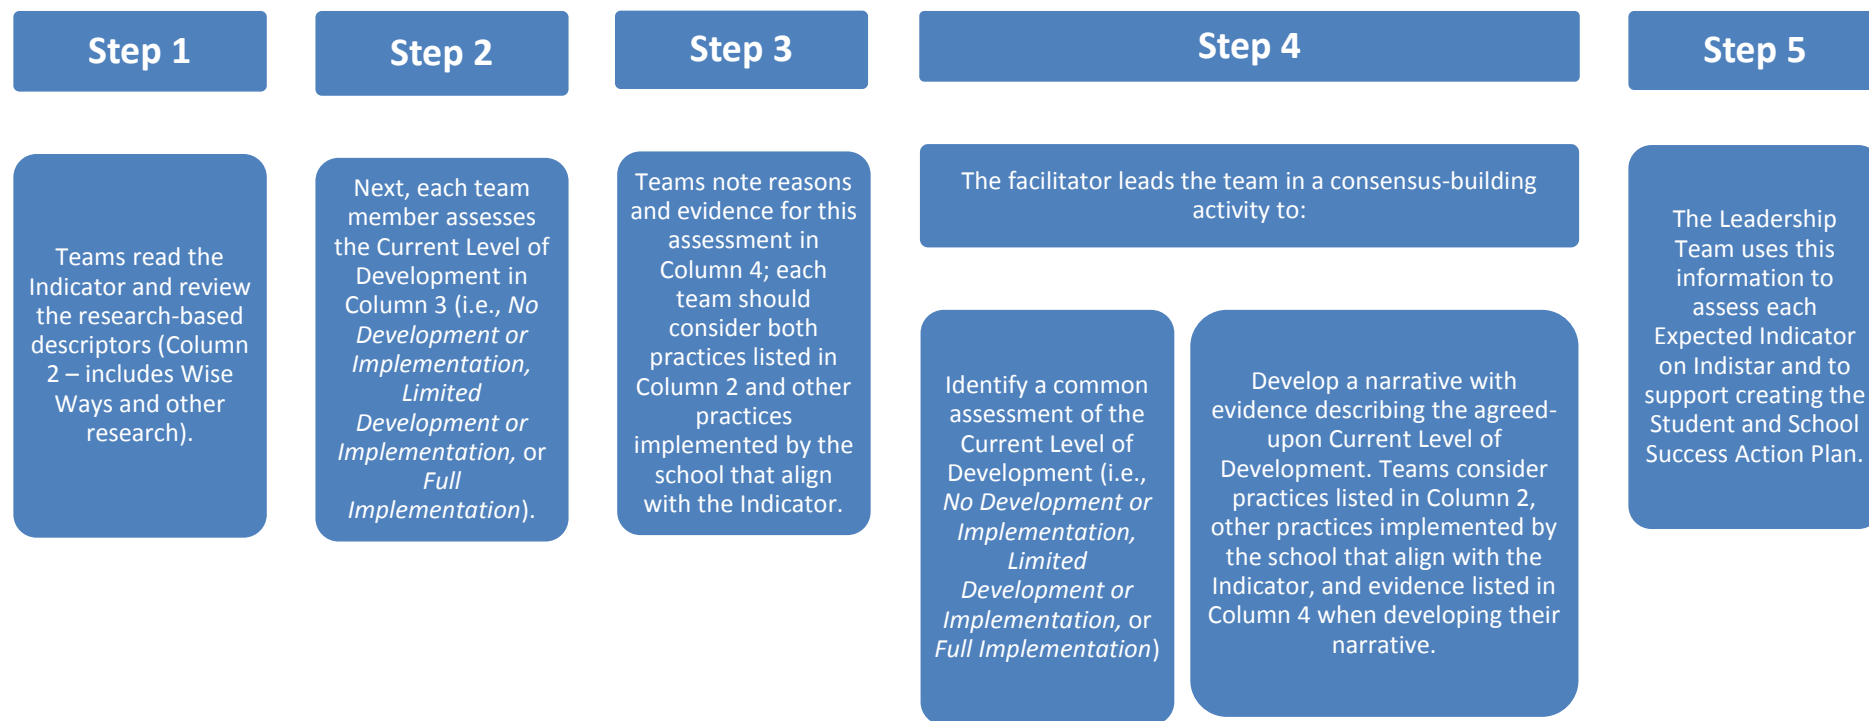 Step 1
Teams read the
Indicator and review
the research-based
descriptors (Column
2 – includes Wise
Ways and other
research).
Step 2
Next, each team
member assesses
the Current Level of
Development in
Column 3 (i.e., No
Development or
Implementation,
Limited
Development or
Implementation, or
Full
Implementation).
Step 3
Teams note reasons
and evidence for this
assessment in
Column 4; each
team should
consider both
practices listed in
Column 2 and other
practices
implemented by the
school that align
with the Indicator.
Step 4
The facilitator leads the team in a consensus-building
activity to:
Identify a common
assessment of the
Current Level of
Development (i.e.,
No Development or
Implementation,
Limited
Development or
Implementation, or
Full Implementation)
Develop a narrative with
evidence describing the agreed-
upon Current Level of
Development. Teams consider
practices listed in Column 2,
other practices implemented by
the school that align with the
Indicator, and evidence listed in
Column 4 when developing their
narrative.
Step 5
The Leadership
Team uses this
information to
assess each
Expected Indicator
on Indistar and to
support creating the
Student and School
Success Action Plan.